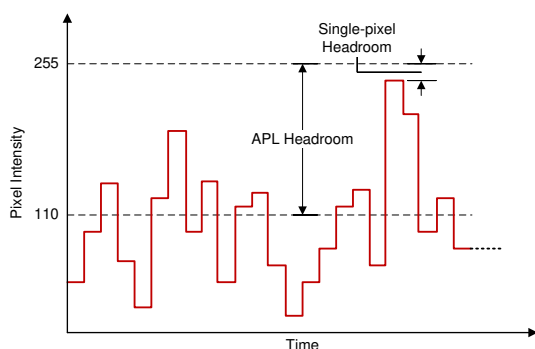 Single-pixel
Headroom
255
APL Headroom
Pixel Intensity
110
Time